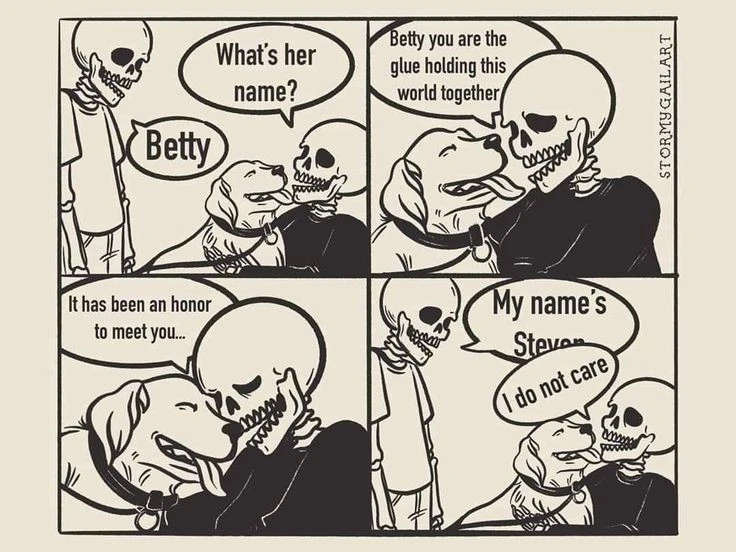 What's her
name?
Betty
Betty you are the
glue holding this
world together
STORMYGAILART
It has been an honor
to meet you...
My name's
Steven
I do not care